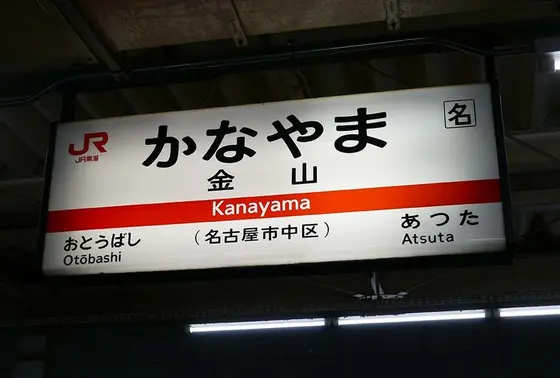 JR
JR東海
名
かなやま
金山
Kanayama
(名古屋市中区)
おとうばし
Otōbashi
あつた
Atsuta